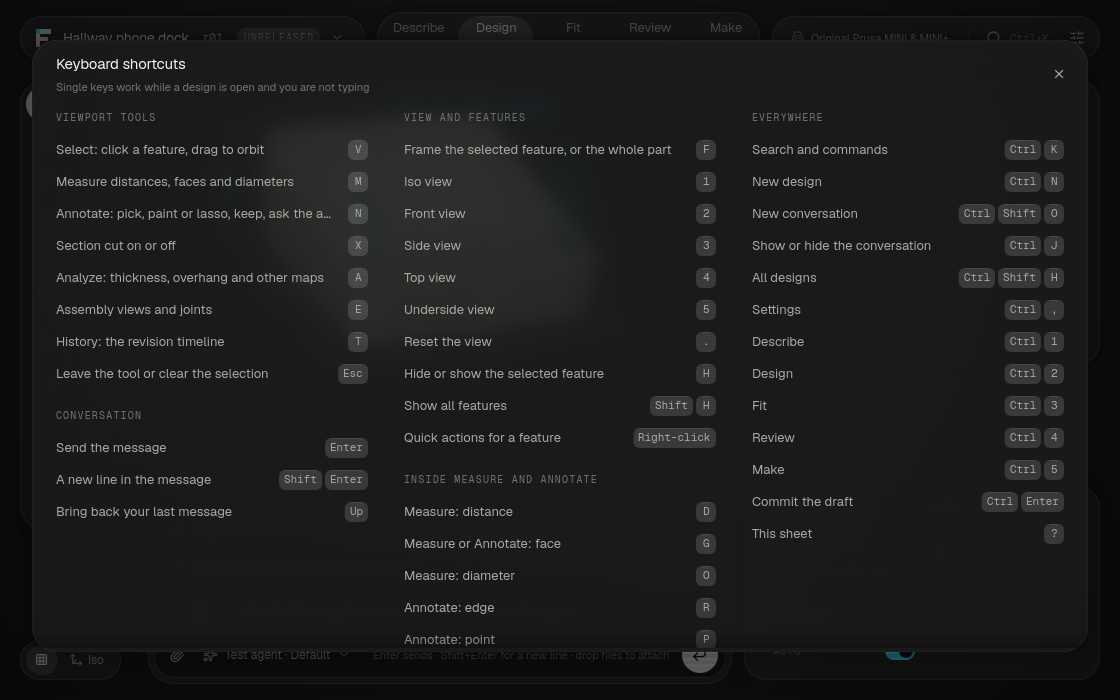 Hallway phone dock r01 UNRELEASED
Describe Design Fit Review Make
Original Prusa MINI & MINI+ Ctrl+K
Keyboard shortcuts
Single keys work while a design is open and you are not typing
VIEWPORT TOOLS
Select: click a feature, drag to orbit V
Measure distances, faces and diameters M
Annotate: pick, paint or lasso, keep, ask the a… N
Section cut on or off X
Analyze: thickness, overhang and other maps A
Assembly views and joints E
History: the revision timeline T
Leave the tool or clear the selection Esc
CONVERSATION
Send the message Enter
A new line in the message Shift Enter
Bring back your last message Up
VIEW AND FEATURES
Frame the selected feature, or the whole part F
Iso view 1
Front view 2
Side view 3
Top view 4
Underside view 5
Reset the view .
Hide or show the selected feature H
Show all features Shift H
Quick actions for a feature Right-click
INSIDE MEASURE AND ANNOTATE
Measure: distance D
Measure or Annotate: face G
Measure: diameter O
Annotate: edge R
Annotate: point P
EVERYWHERE
Search and commands Ctrl K
New design Ctrl N
New conversation Ctrl Shift O
Show or hide the conversation Ctrl J
All designs Ctrl Shift H
Settings Ctrl ,
Describe Ctrl 1
Design Ctrl 2
Fit Ctrl 3
Review Ctrl 4
Make Ctrl 5
Commit the draft Ctrl Enter
This sheet ?
Iso
Test agent · Default Enter sends · Shift+Enter for a new line · drop files to attach